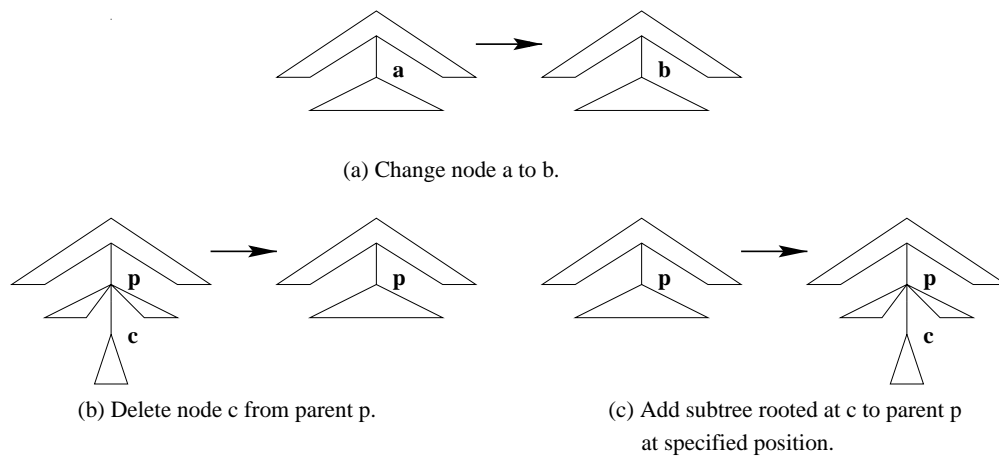 a
b
(a) Change node a to b.
p
c
p
p
p
c
(b) Delete node c from parent p.
(c) Add subtree rooted at c to parent p
at specified position.